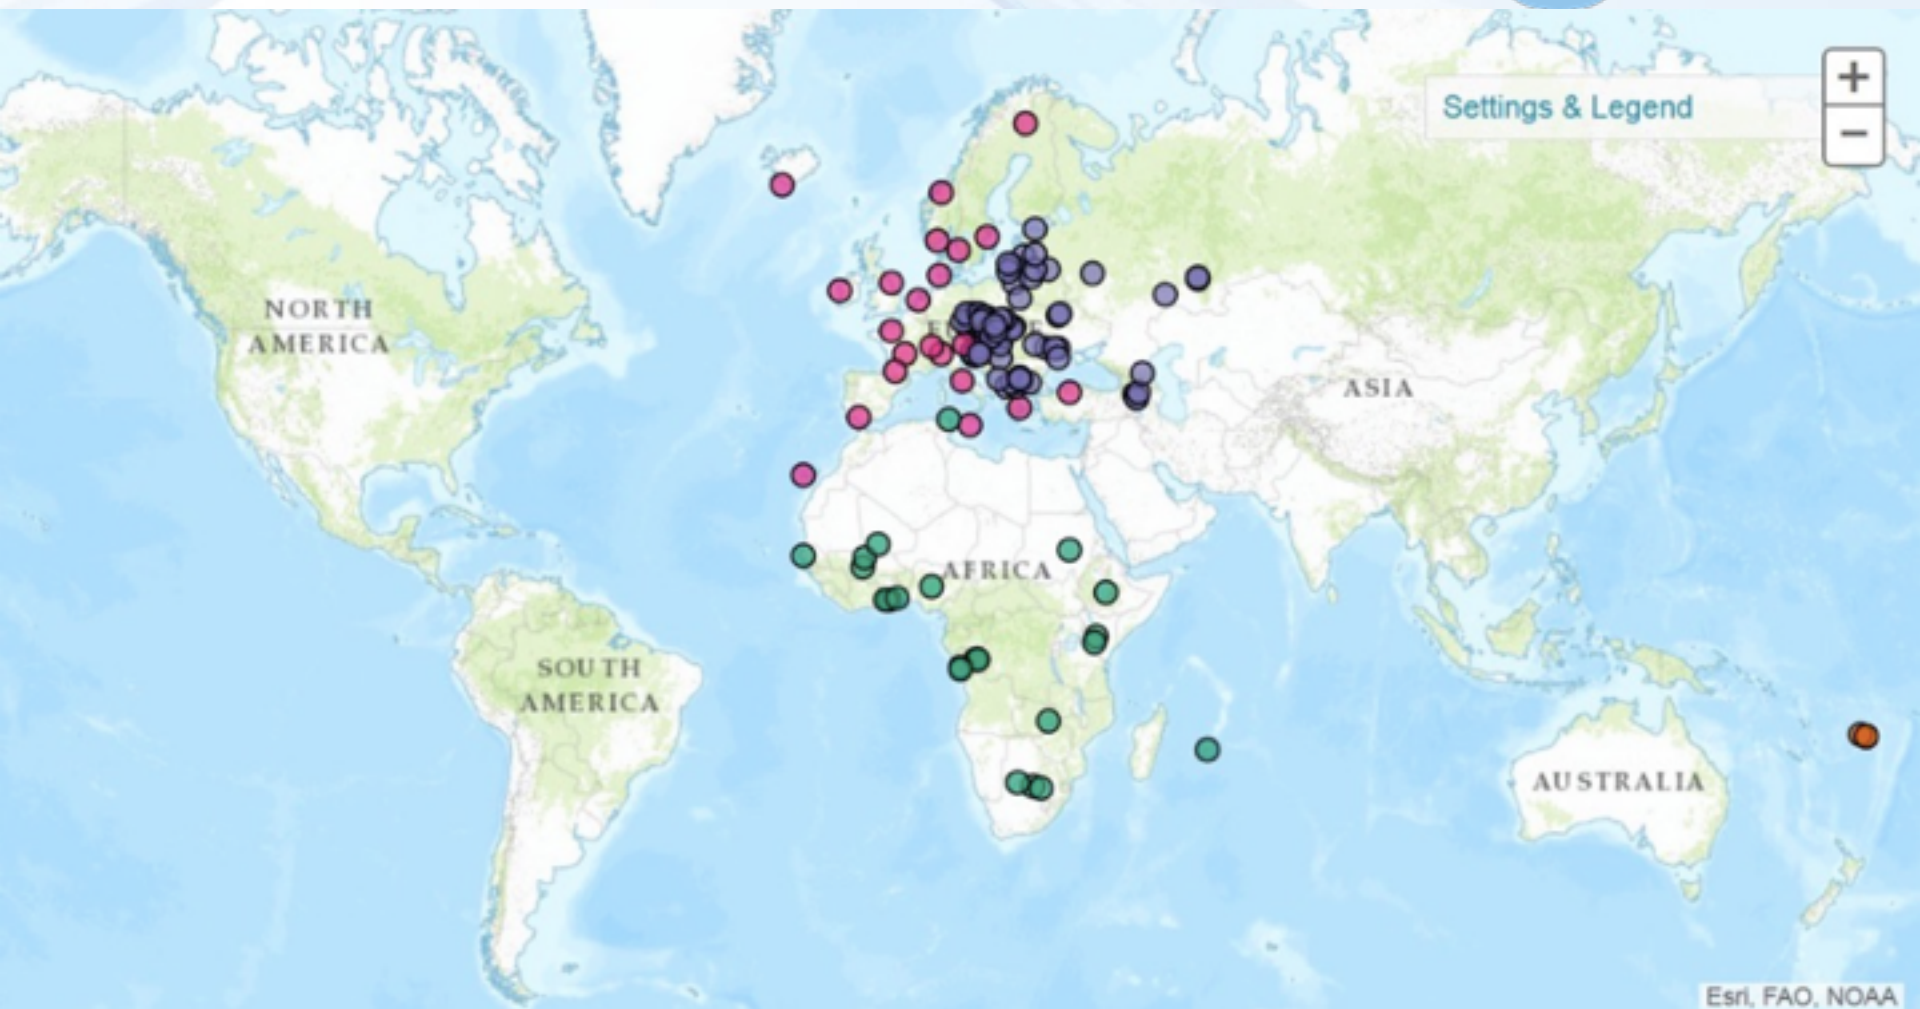 +
Settings & Legend
−
NORTH
AMERICA
ASIA
AFRICA
SOUTH
AMERICA
AUSTRALIA
Esri, FAO, NOAA